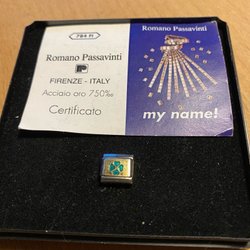 784 FI
Romano Passavinti
FIRENZE - ITALY
Acciaio oro 750‰
Certificato
Romano Passavinti
my name!